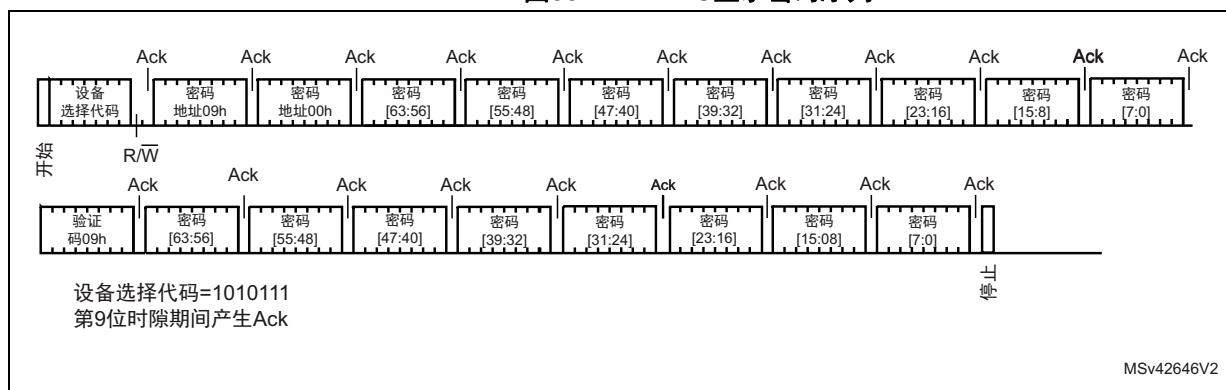 Ack Ack Ack Ack Ack Ack Ack Ack Ack Ack Ack
设备 密码 密码 密码 密码 密码 密码 密码 密码 密码 密码
选择代码 地址09h 地址00h [63:56] [55:48] [47:40] [39:32] [31:24] [23:16] [15:8] [7:0]
开始 R/W̅
Ack Ack Ack Ack Ack Ack Ack Ack Ack
验证 密码 密码 密码 密码 密码 密码 密码 密码
码09h [63:56] [55:48] [47:40] [39:32] [31:24] [23:16] [15:08] [7:0]
停止
设备选择代码=1010111
第9位时隙期间产生Ack
MSv42646V2